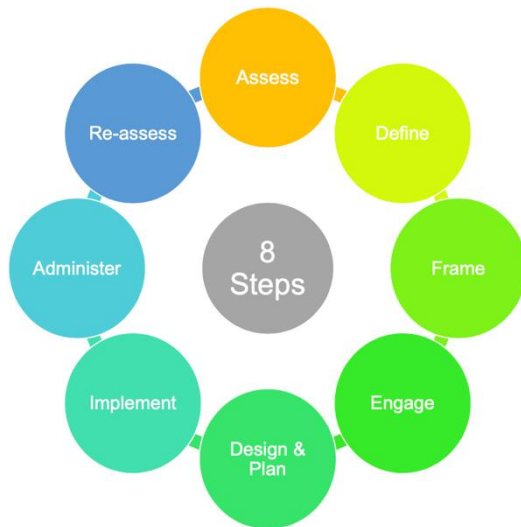 Assess
Define
Frame
Engage
Design &
Plan
Implement
Administer
Re-assess
8
Steps